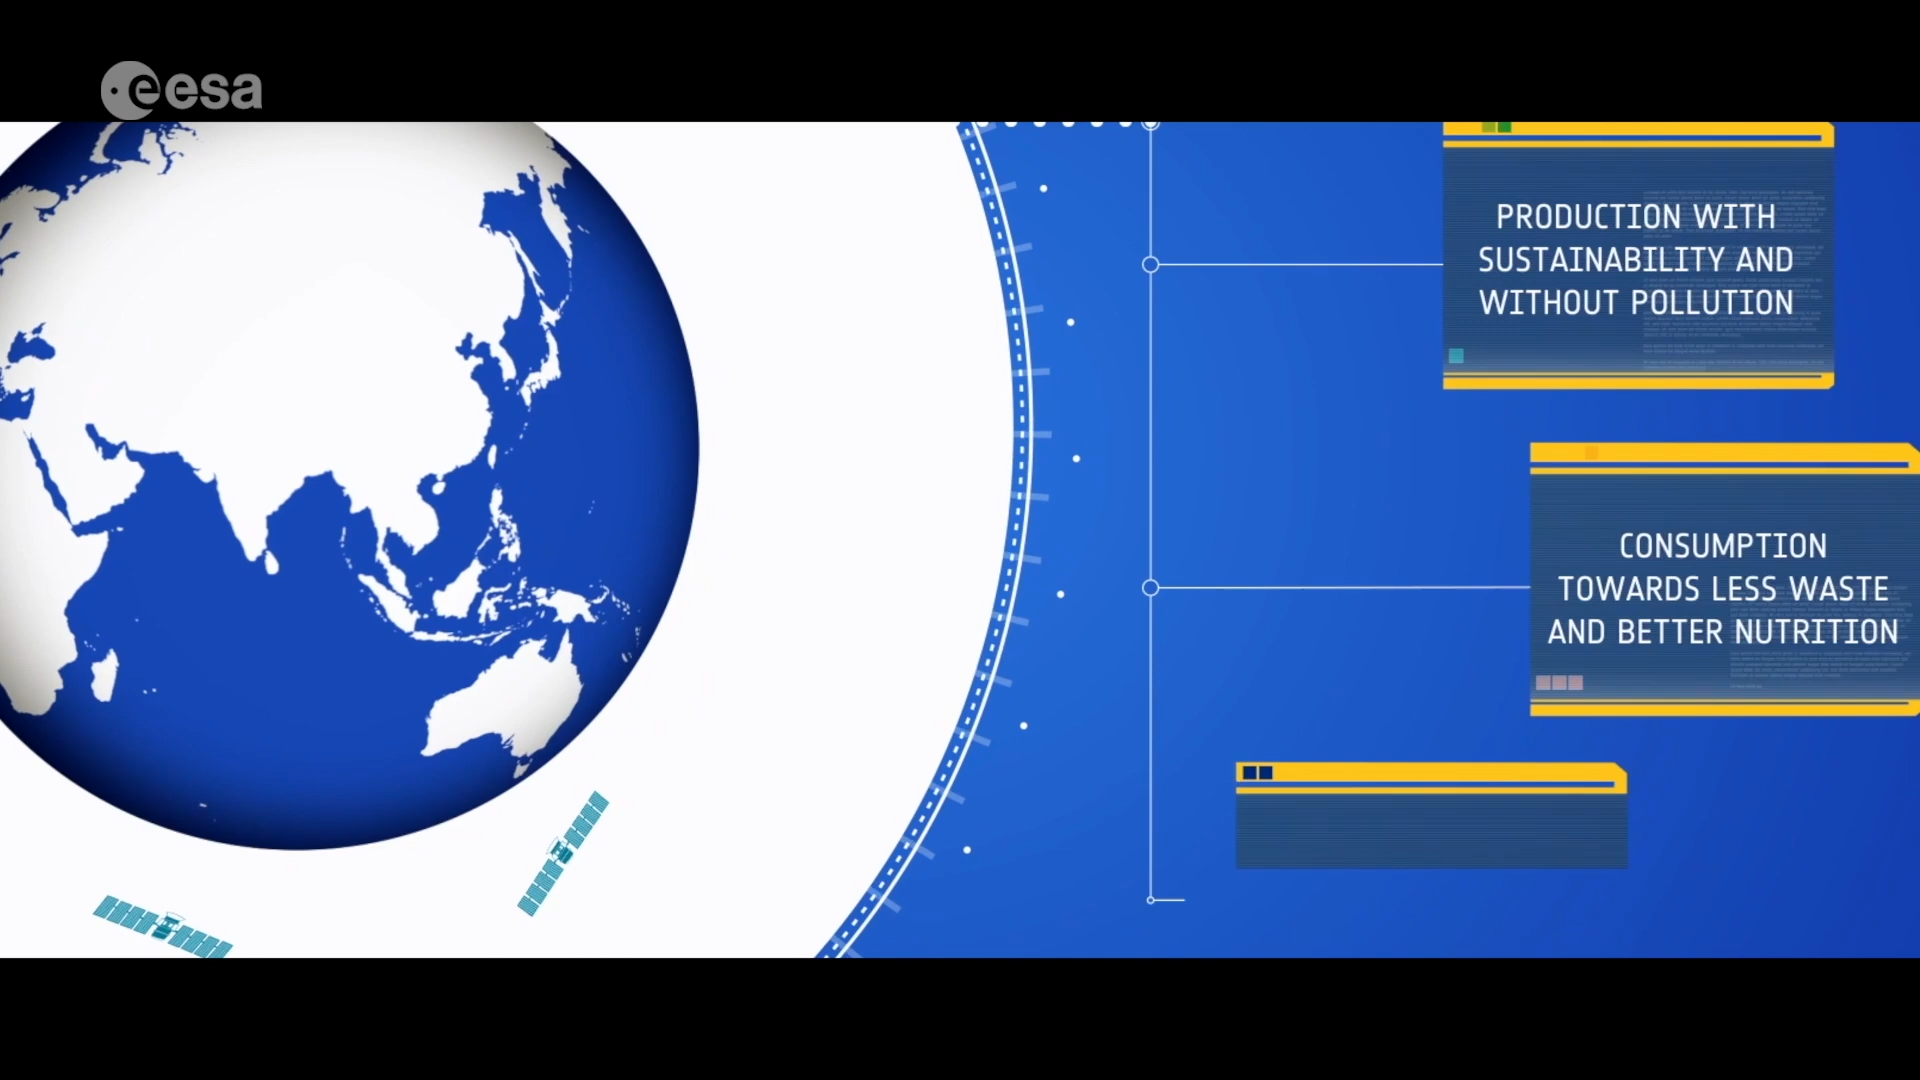 esa
PRODUCTION WITH
SUSTAINABILITY AND
WITHOUT POLLUTION
CONSUMPTION
TOWARDS LESS WASTE
AND BETTER NUTRITION